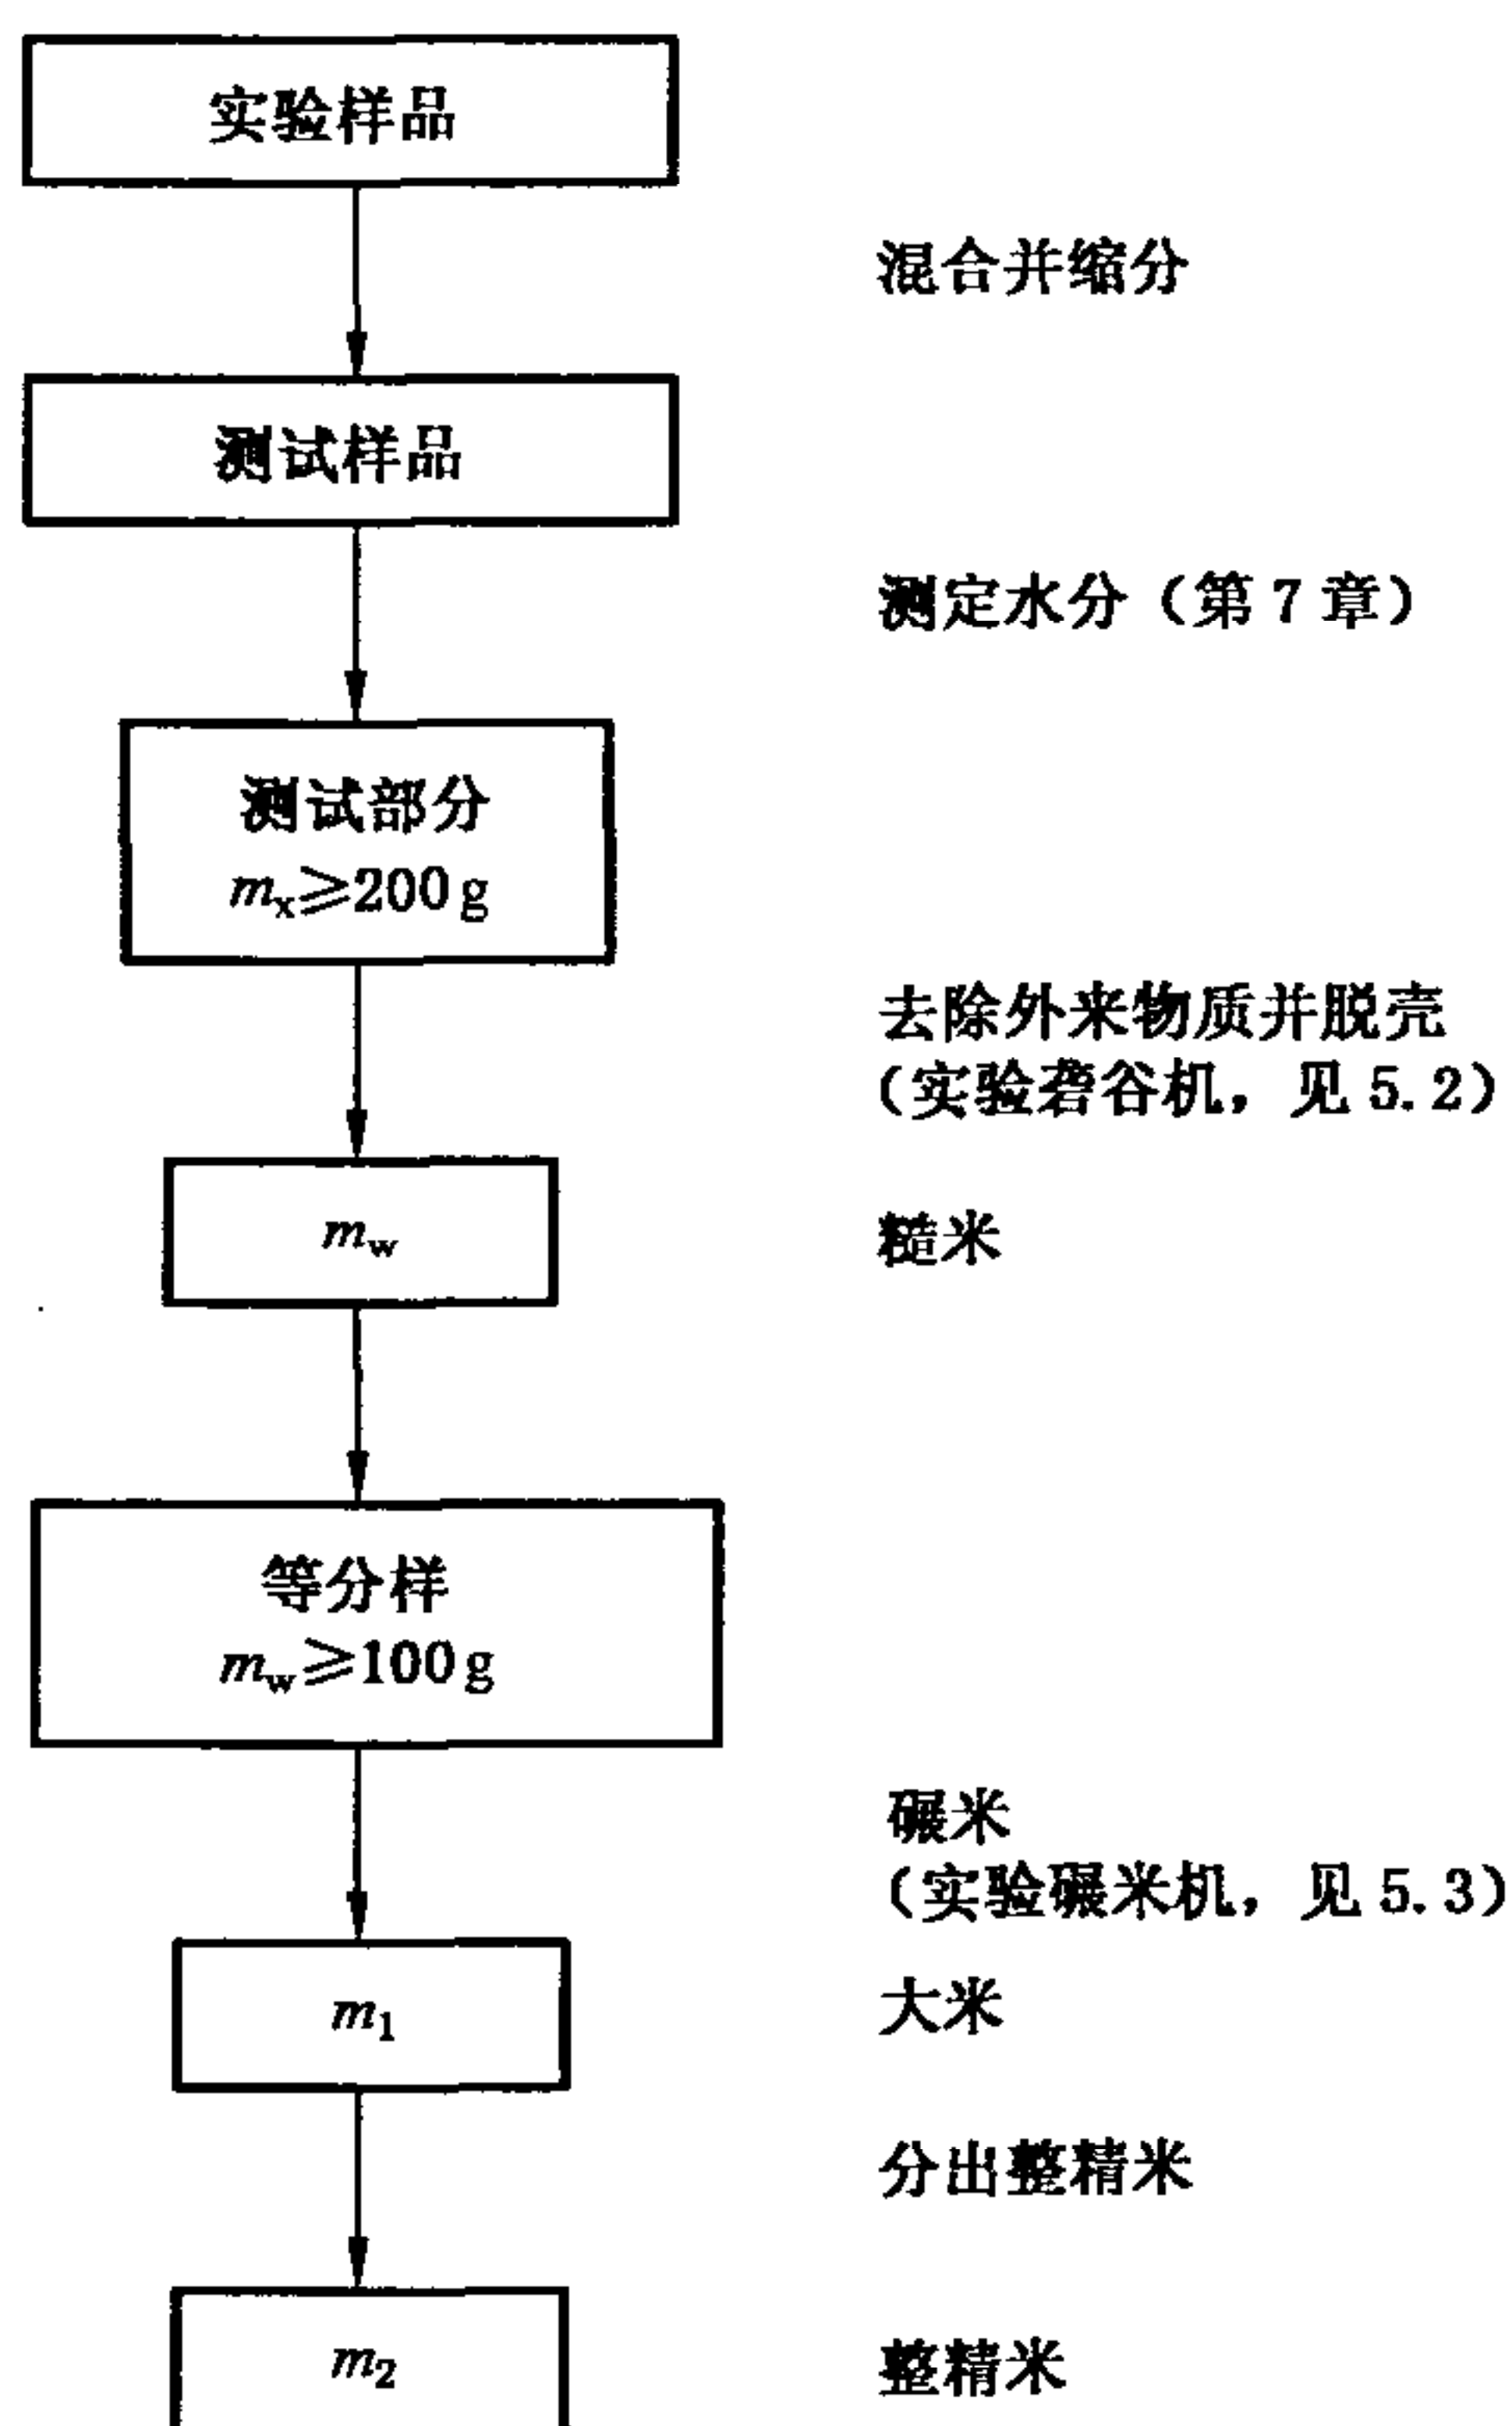 实验样品
混合并缩分
测试样品
测定水分（第 7 章）
测试部分
mx≥200 g
去除外来物质并脱壳
（实验砻谷机，见 5.2）
mw
糙米
等分样
mw≥100 g
碾米
（实验碾米机，见 5.3）
m1
大米
分出整精米
m2
整精米